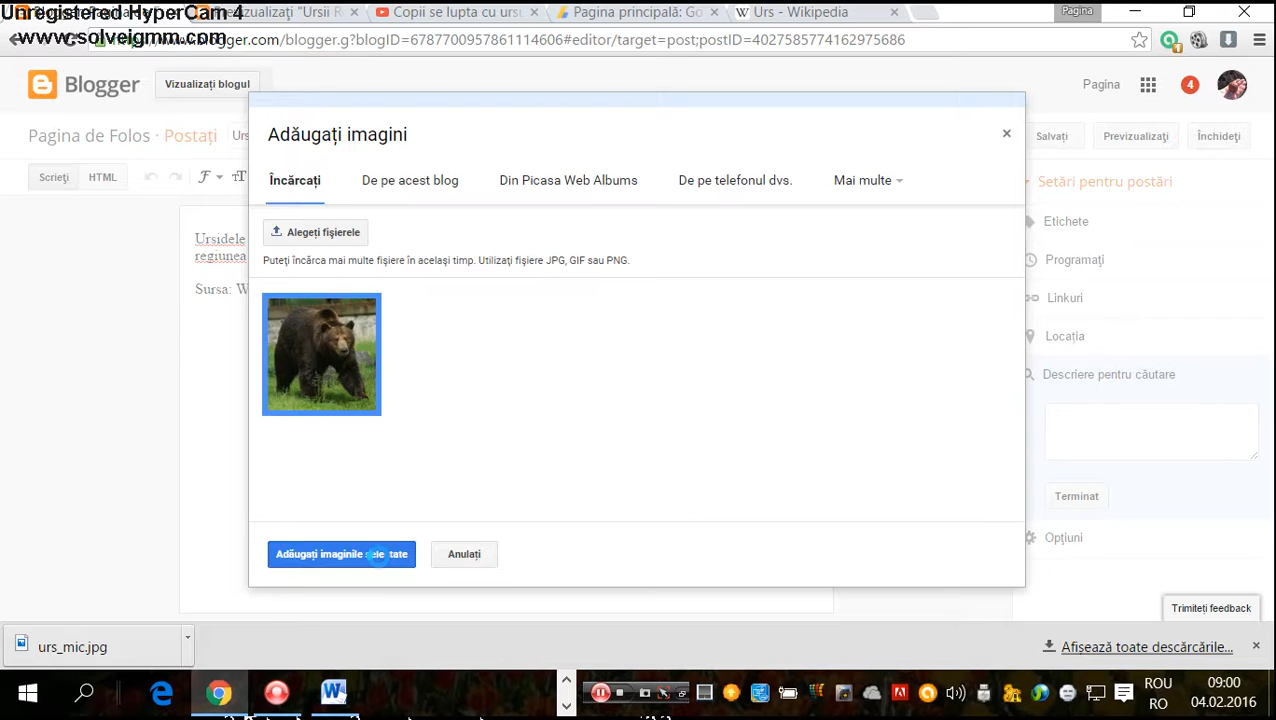 Unregistered HyperCam 4
www.solveigmm.com
Previzualizați "Ursii R
Copii se lupta cu ursu
Pagina principală: Go
Urs - Wikipedia
Pagina
blogger.com/blogger.g?blogID=6787700957861114606#editor/target=post;postID=4027585774162975686
Blogger
Vizualizați blogul
Pagina
4
Pagina de Folos · Postați
Urs
Salvați
Previzualizați
Închideți
Scrieți
HTML
Adăugați imagini
×
Încărcați
De pe acest blog
Din Picasa Web Albums
De pe telefonul dvs.
Mai multe
Alegeți fișierele
Puteți încărca mai multe fișiere în același timp. Utilizați fișiere JPG, GIF sau PNG.
Adăugați imaginile selectate
Anulați
Ursidele
regiunea
Sursa: W
Setări pentru postări
Etichete
Programați
Linkuri
Locația
Descriere pentru căutare
Terminat
Opțiuni
Trimiteți feedback
urs_mic.jpg
Afișează toate descărcările...
ROU
RO
09:00
04.02.2016